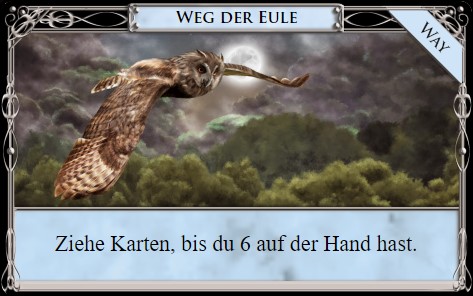 Weg der Eule
Way
Ziehe Karten, bis du 6 auf der Hand hast.